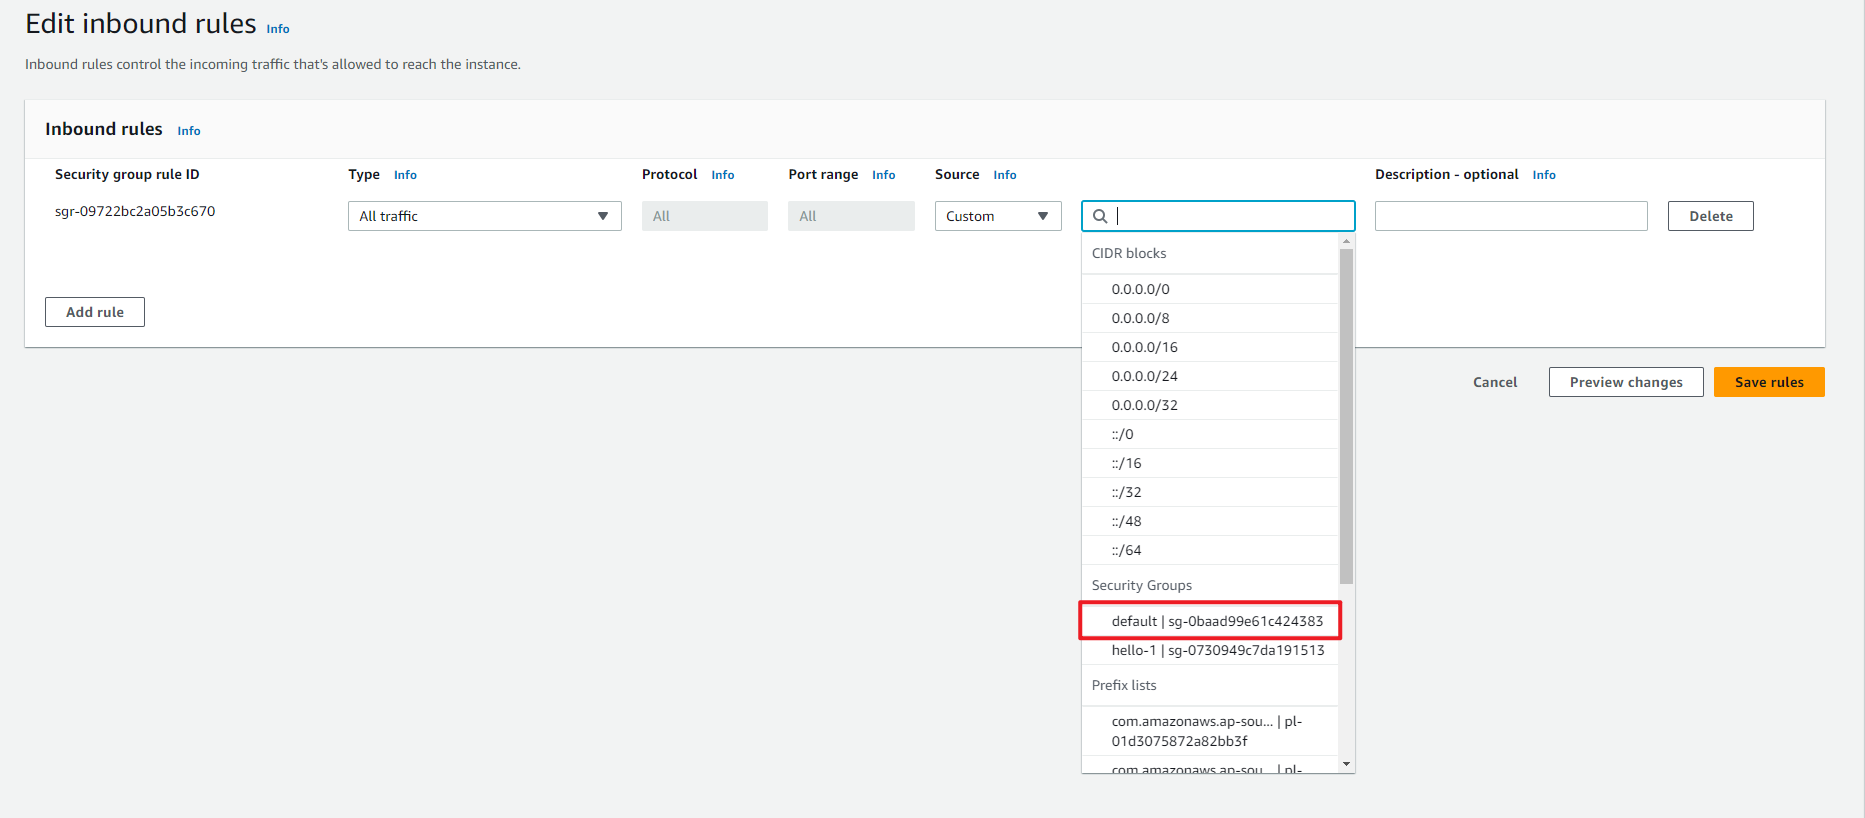 Edit inbound rules Info
Inbound rules control the incoming traffic that's allowed to reach the instance.
Inbound rules Info
Security group rule ID Type Info Protocol Info Port range Info Source Info Description - optional Info
sgr-09722bc2a05b3c670 All traffic All All Custom Delete
CIDR blocks
0.0.0.0/0
0.0.0.0/8
0.0.0.0/16
0.0.0.0/24
0.0.0.0/32
::/0
::/16
::/32
::/48
::/64
Security Groups
default | sg-0baad99e61c424383
hello-1 | sg-0730949c7da191513
Prefix lists
com.amazonaws.ap-sou... | pl-
01d3075872a82bb3f
com.amazonaws.ap-sou... | pl-
Add rule
Cancel Preview changes Save rules